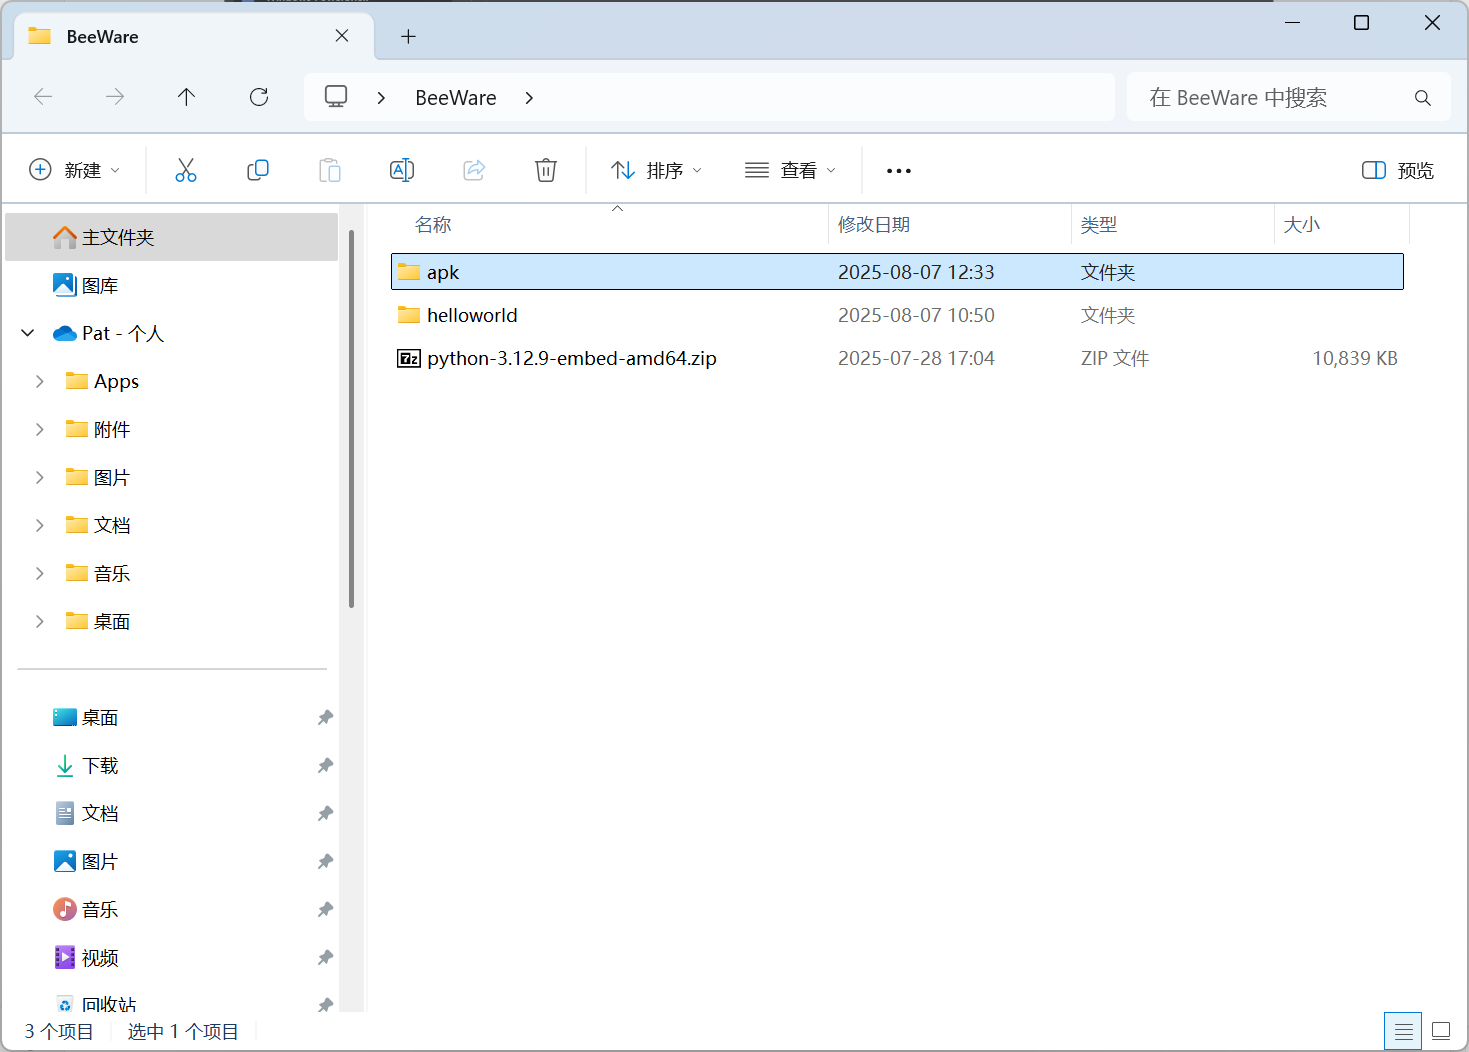 BeeWare
BeeWare
在 BeeWare 中搜索
新建
排序
查看
预览
主文件夹
图库
Pat - 个人
Apps
附件
图片
文档
音乐
桌面
桌面
下载
文档
图片
音乐
视频
回收站
名称 修改日期 类型 大小
apk 2025-08-07 12:33 文件夹
helloworld 2025-08-07 10:50 文件夹
7z python-3.12.9-embed-amd64.zip 2025-07-28 17:04 ZIP 文件 10,839 KB
3 个项目 选中 1 个项目